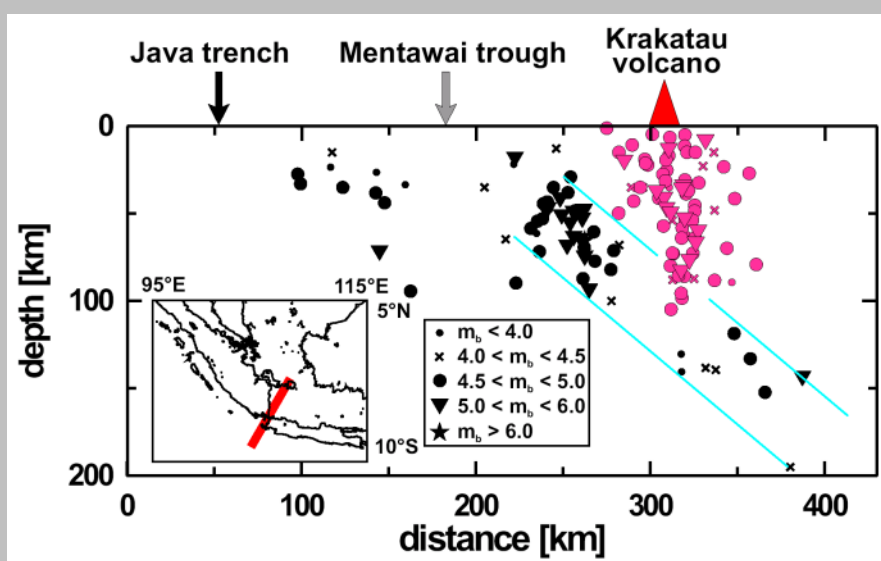 Java trench
Mentawai trough
Krakatau
volcano
0
100
200
depth [km]
95°E
115°E
5°N
10°S
m_b < 4.0
4.0 < m_b < 4.5
4.5 < m_b < 5.0
5.0 < m_b < 6.0
m_b > 6.0
0
100
200
300
400
distance [km]